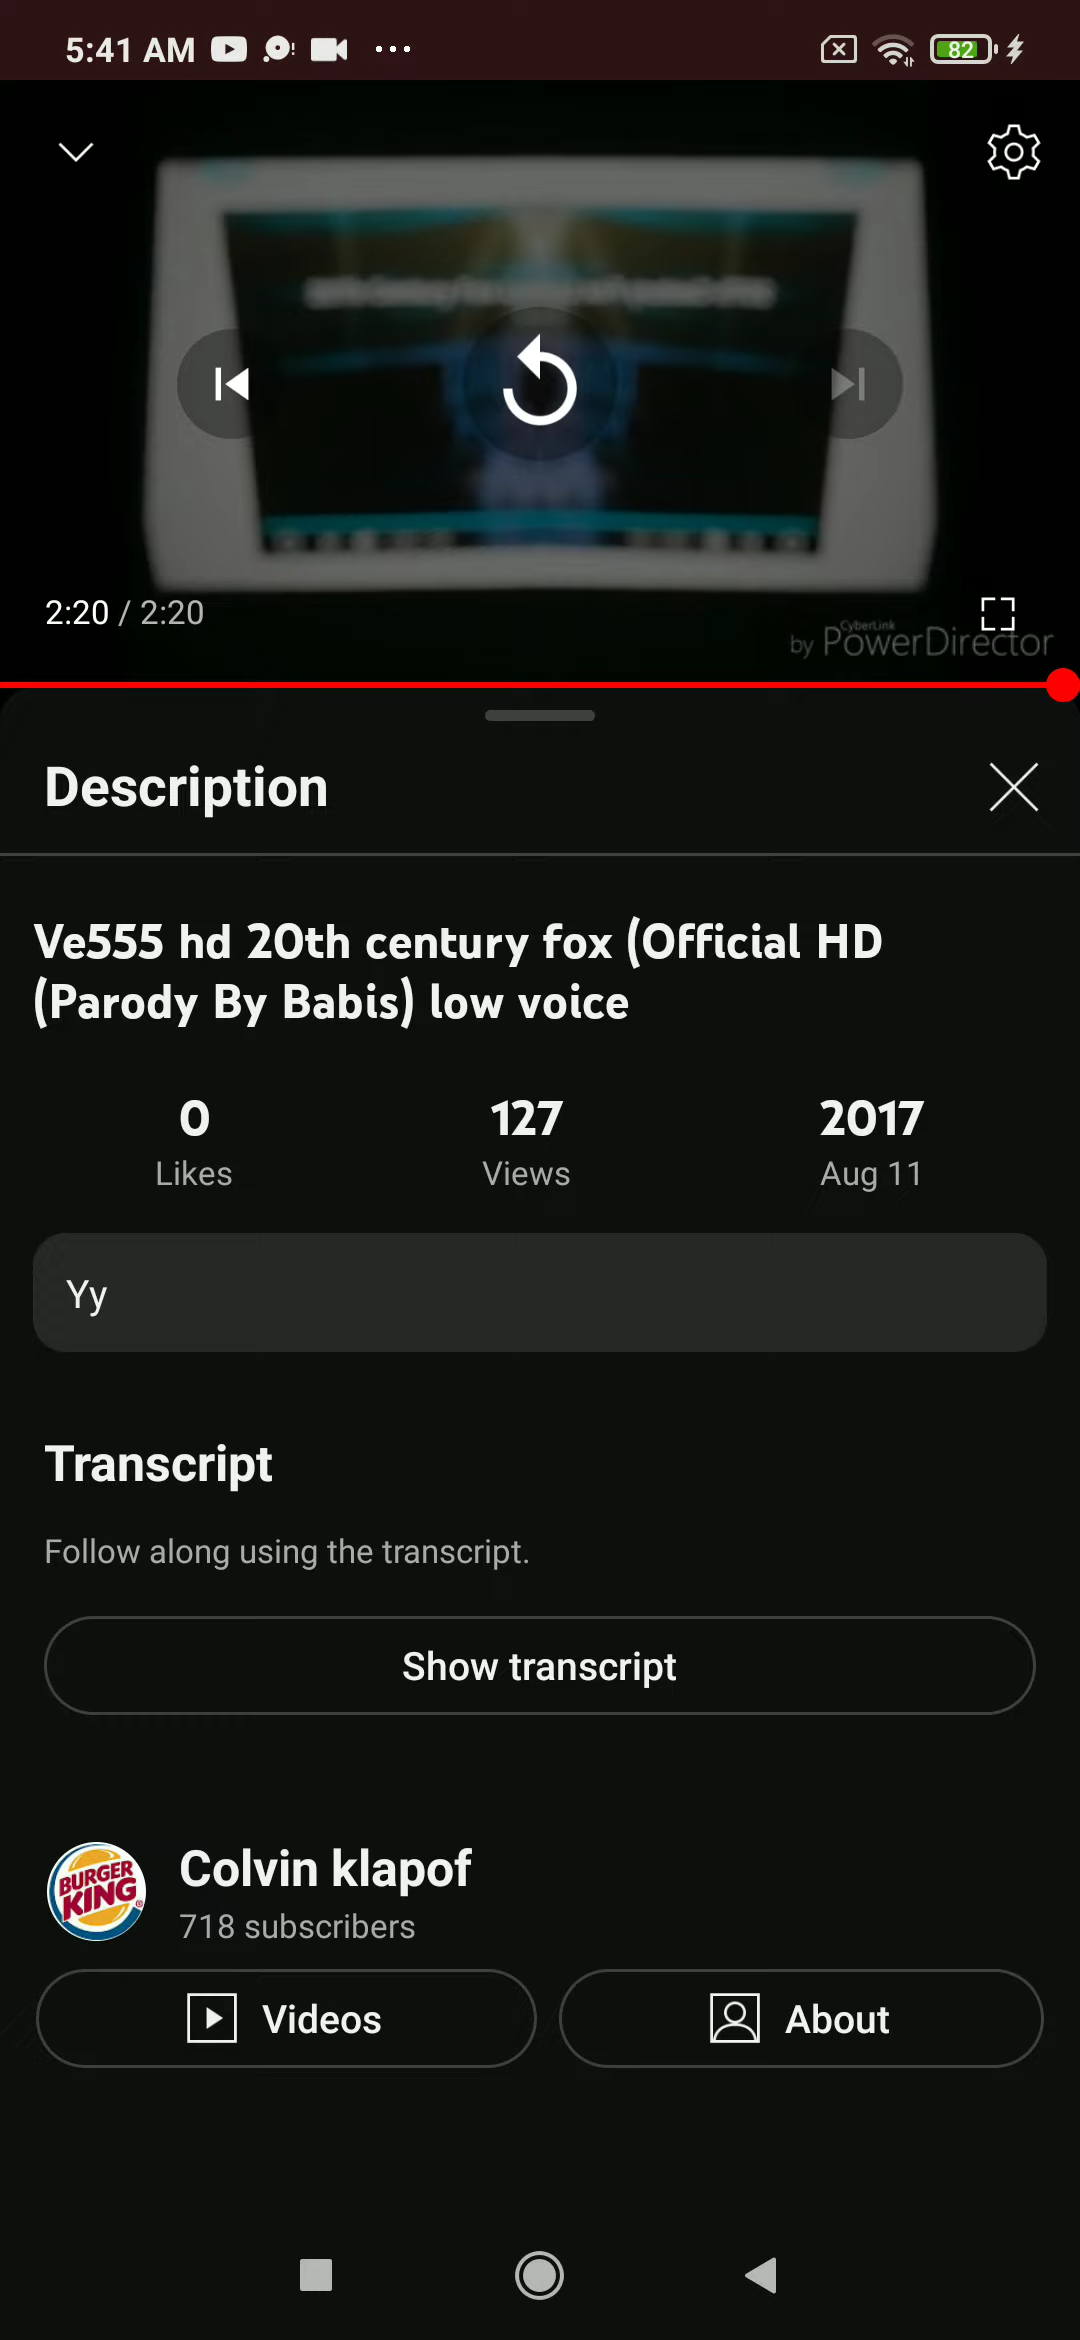 5:41 AM
82
2:20 / 2:20
CyberLink
by PowerDirector
Description
Ve555 hd 20th century fox (Official HD
(Parody By Babis) low voice
0
127
2017
Likes
Views
Aug 11
Yy
Transcript
Follow along using the transcript.
Show transcript
BURGER
KING
Colvin klapof
718 subscribers
Videos
About